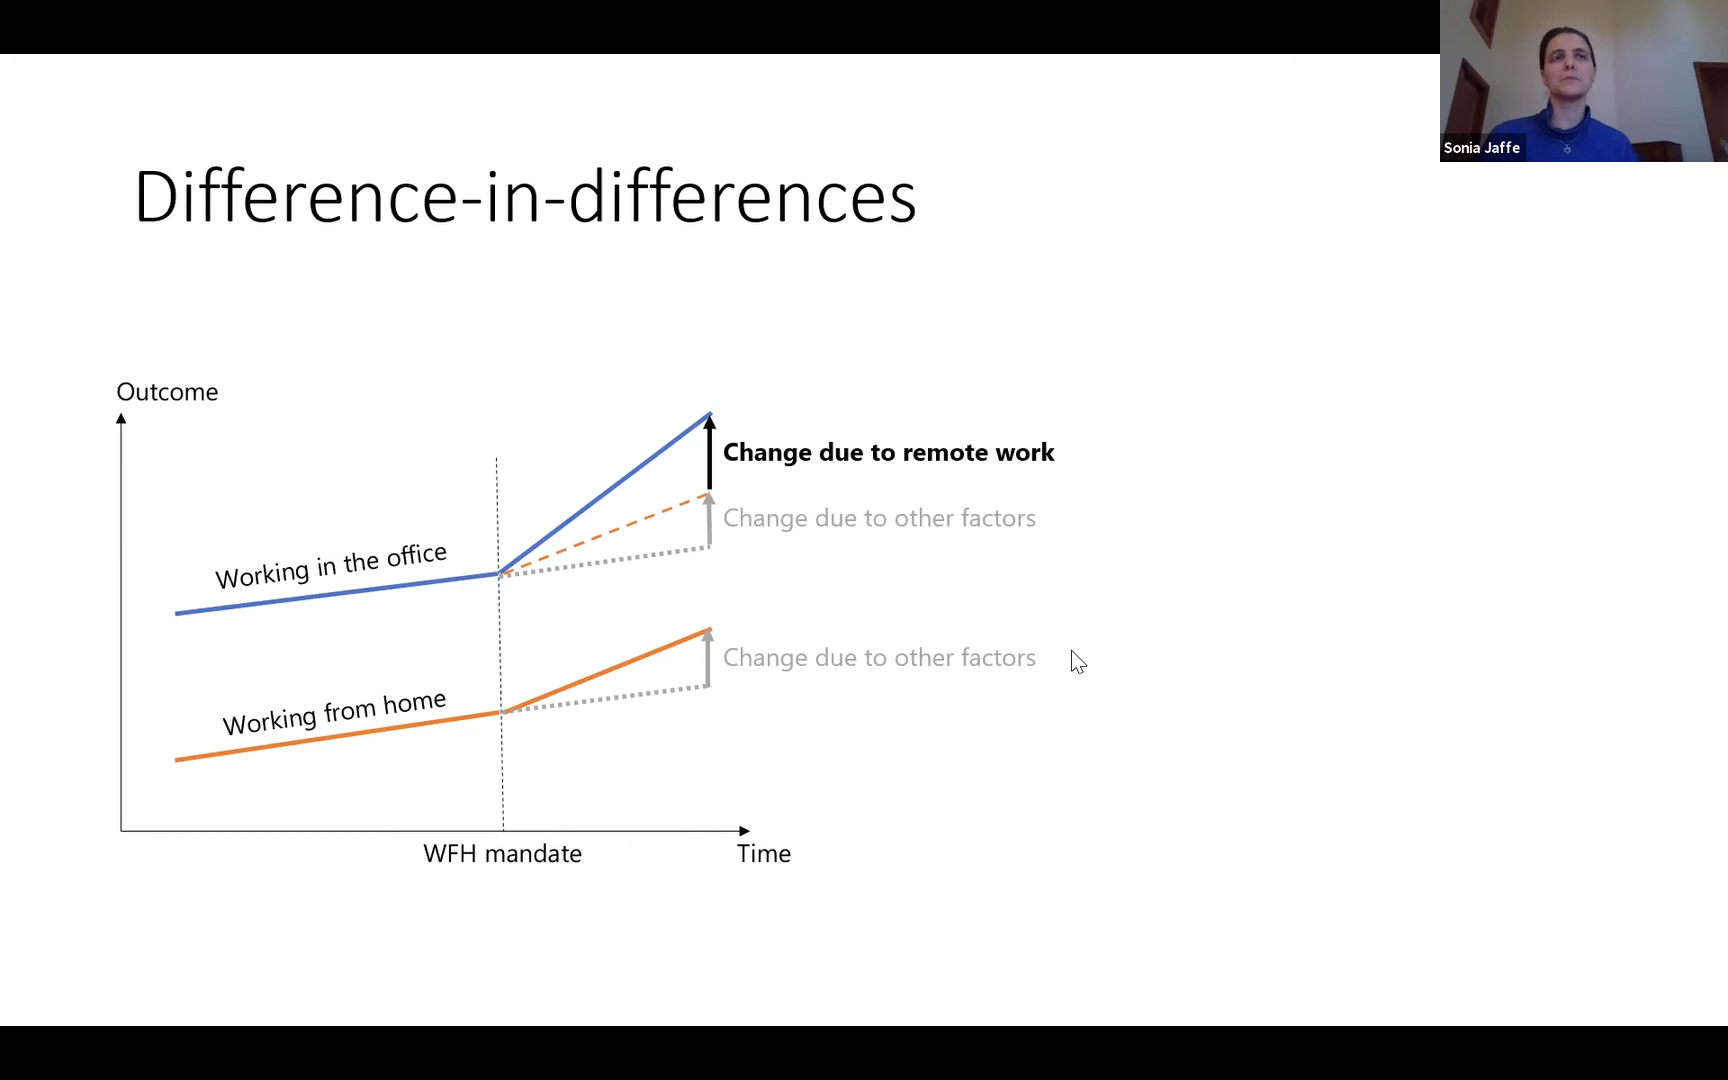 Sonia Jaffe
Difference-in-differences
Outcome
Change due to remote work
Change due to other factors
Working in the office
Change due to other factors
Working from home
WFH mandate
Time